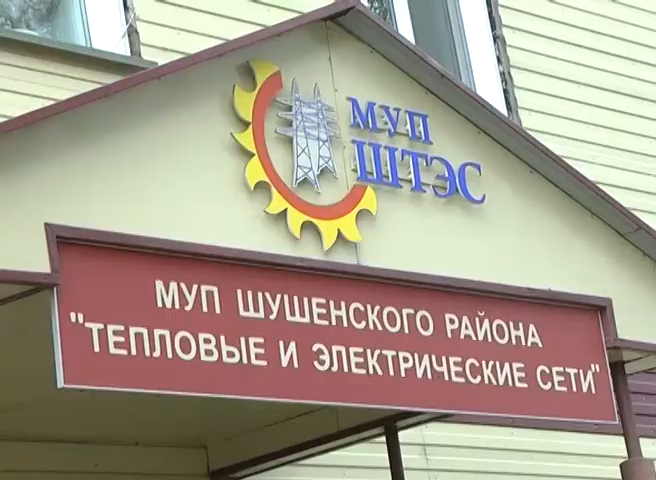 МУП
ШТЭС
МУП ШУШЕНСКОГО РАЙОНА
"ТЕПЛОВЫЕ И ЭЛЕКТРИЧЕСКИЕ СЕТИ"